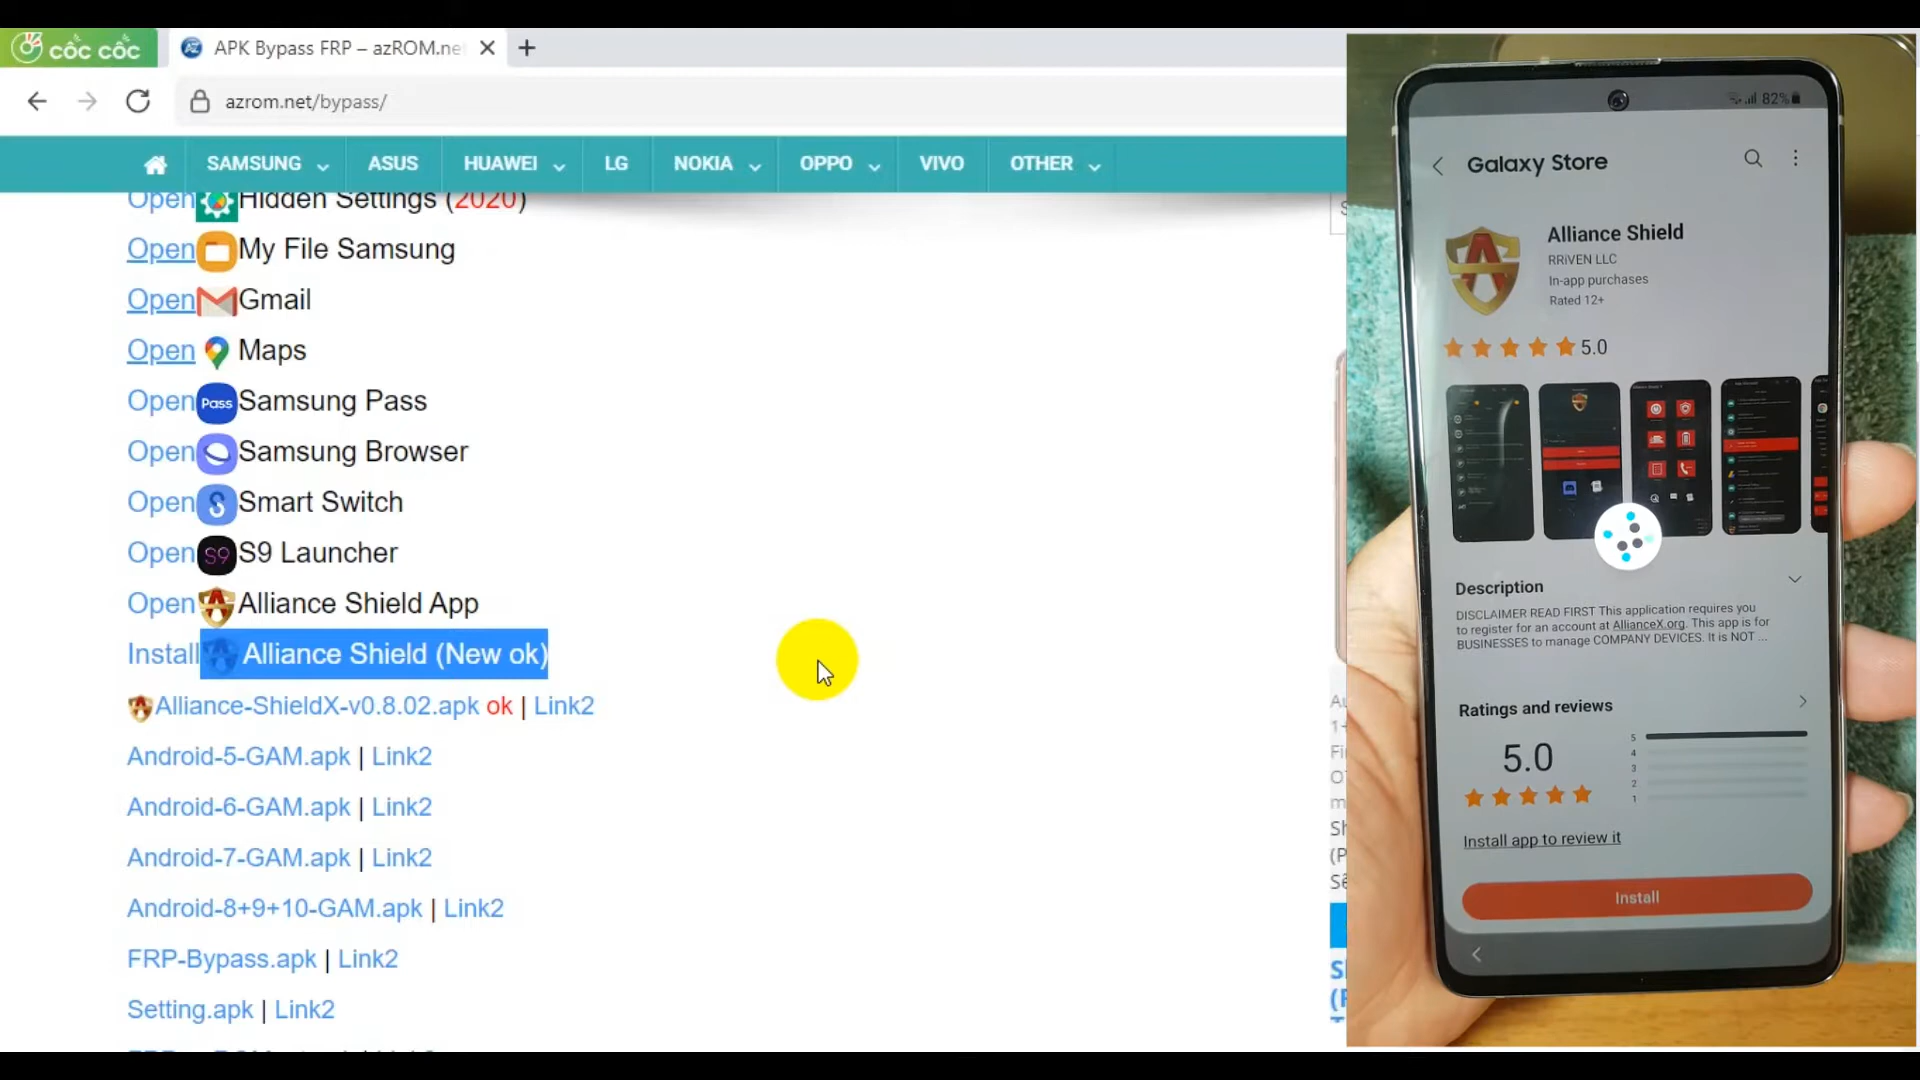 cốc cốc
APK Bypass FRP – azROM.ne
azrom.net/bypass/
SAMSUNG
ASUS
HUAWEI
LG
NOKIA
OPPO
VIVO
OTHER
Open Hidden Settings (2020)
Open My File Samsung
Open Gmail
Open Maps
Open Pass Samsung Pass
Open Samsung Browser
Open S Smart Switch
Open S9 S9 Launcher
Open Alliance Shield App
Install Alliance Shield (New ok)
Alliance-ShieldX-v0.8.02.apk ok | Link2
Android-5-GAM.apk | Link2
Android-6-GAM.apk | Link2
Android-7-GAM.apk | Link2
Android-8+9+10-GAM.apk | Link2
FRP-Bypass.apk | Link2
Setting.apk | Link2
82%
Galaxy Store
Alliance Shield
RRiVEN LLC
In-app purchases
Rated 12+
5.0
Description
DISCLAIMER READ FIRST This application requires you
to register for an account at AllianceX.org. This app is for
BUSINESSES to manage COMPANY DEVICES. It is NOT ...
Ratings and reviews
5.0
5
4
3
2
1
Install app to review it
Install